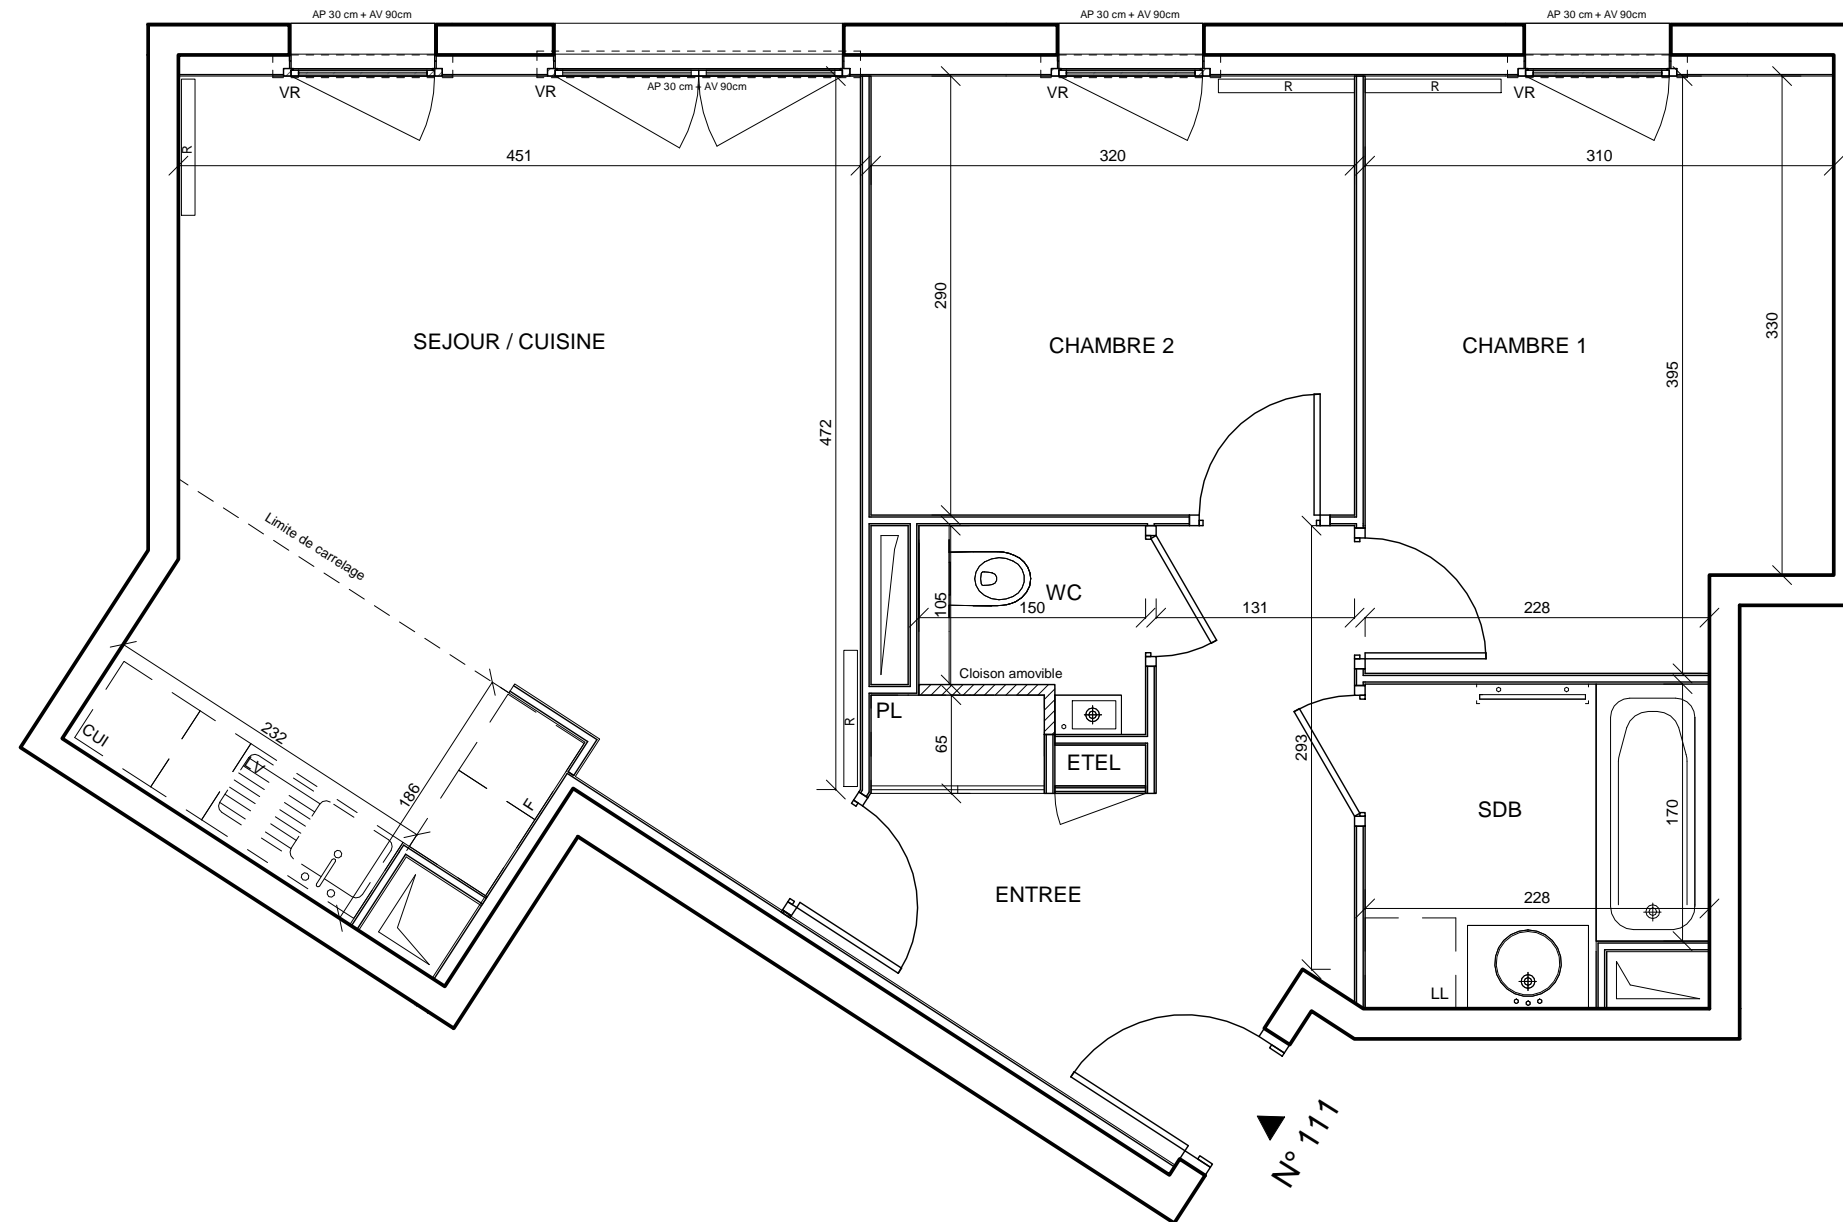 AP 30 cm + AV 90cm
AP 30 cm + AV 90cm
AP 30 cm + AV 90cm
VR
VR
AP 30 cm + AV 90cm
VR
R
R
VR
R
451
320
310
290
330
SEJOUR / CUISINE
CHAMBRE 2
CHAMBRE 1
395
472
Limite de carrelage
105
WC
150
131
228
Cloison amovible
PL
R
65
ETEL
293
CUI
232
LV
186
F
SDB
170
ENTREE
228
LL
N° 111